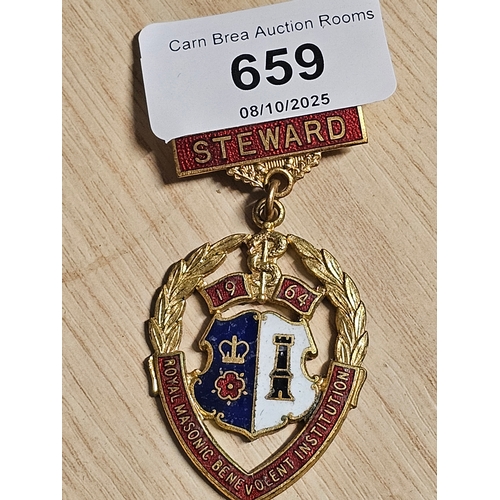 Carn Brea Auction Rooms
659
08/10/2025
STEWARD
19 64
ROYAL MASONIC BENEVOLENT INSTITUTION